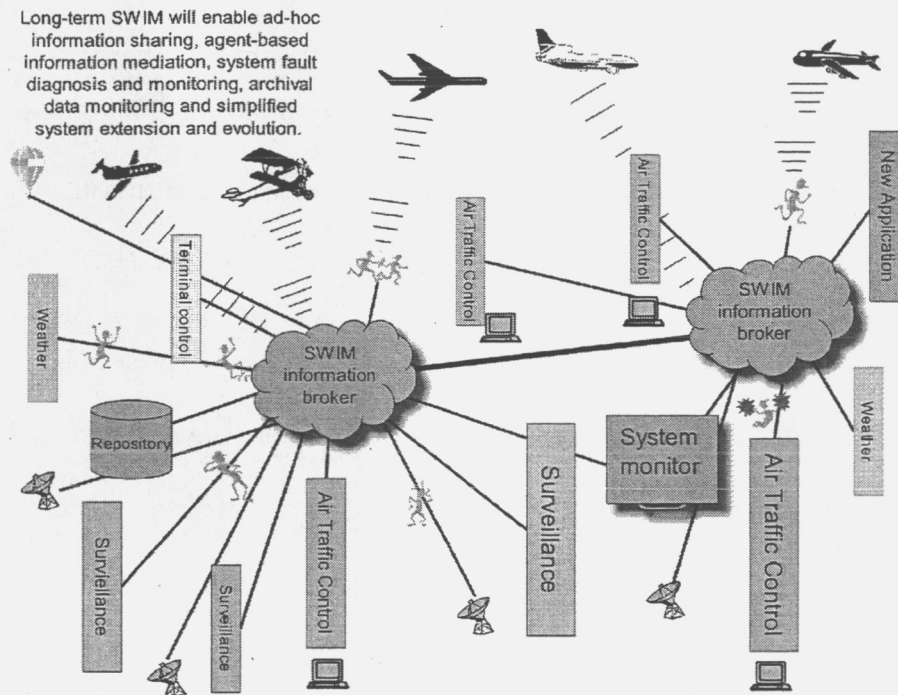 Long-term SWIM will enable ad-hoc
information sharing, agent-based
information mediation, system fault
diagnosis and monitoring, archival
data monitoring and simplified
system extension and evolution.
New Application
Air Traffic Control
Air Traffic Control
Terminal control
Weather
SWIM
information
broker
SWIM
information
broker
Repository
System
monitor
Weather
Surveillance
Air Traffic Control
Surviellance
Surveillance
Air Traffic Control